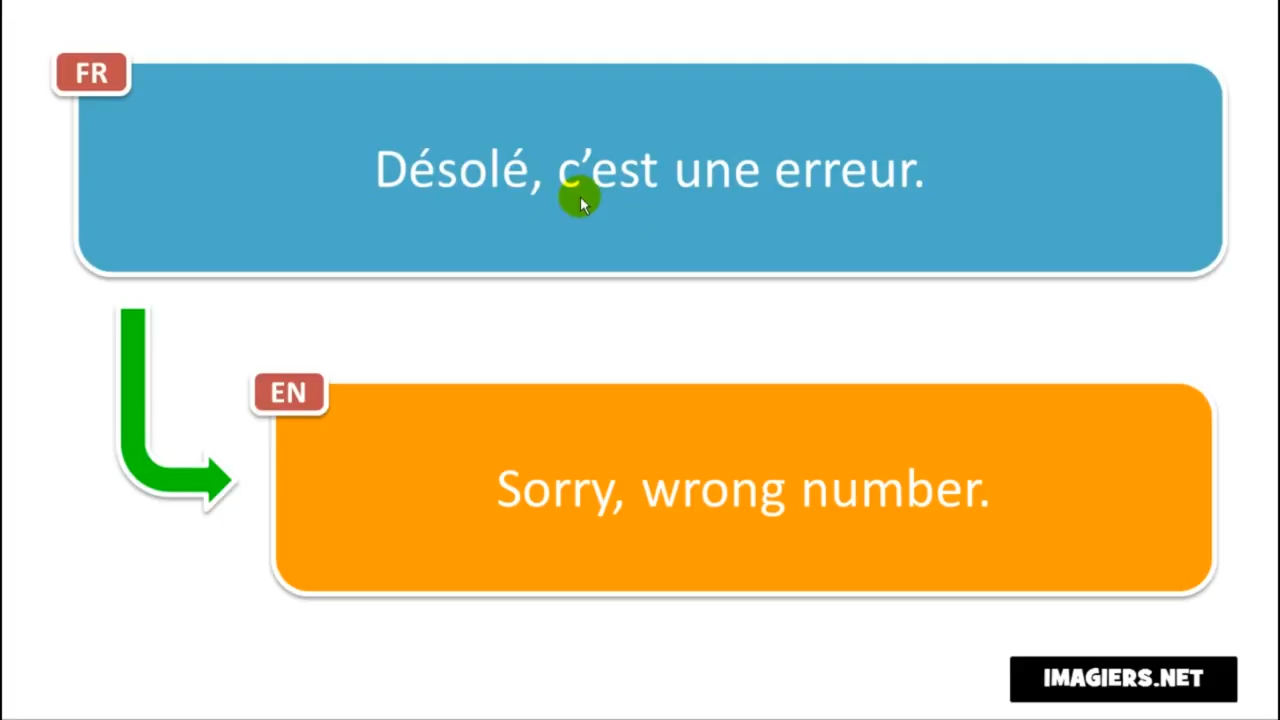 FR
Désolé, c’est une erreur.
EN
Sorry, wrong number.
IMAGIERS.NET